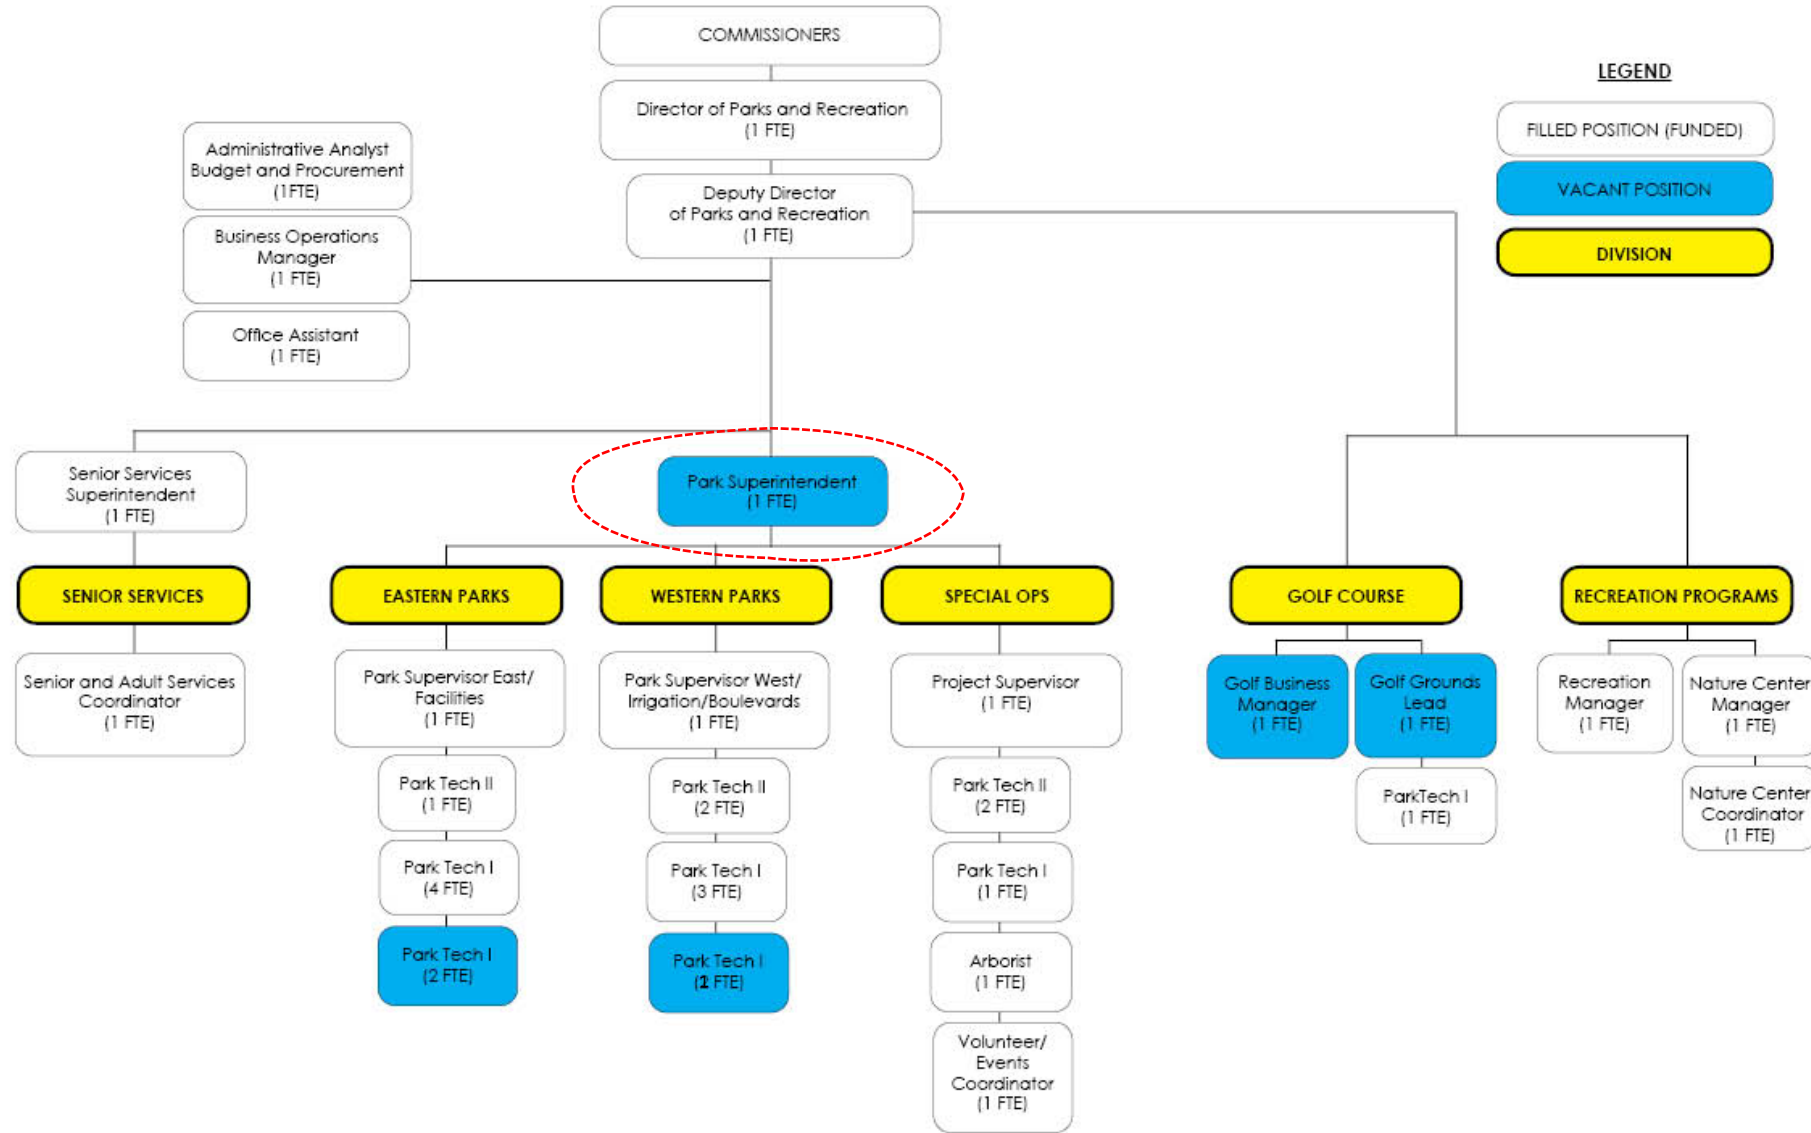 COMMISSIONERS
Director of Parks and Recreation
(1 FTE)
Administrative Analyst
Budget and Procurement
(1FTE)
Deputy Director
of Parks and Recreation
(1 FTE)
Business Operations
Manager
(1 FTE)
Office Assistant
(1 FTE)
LEGEND
FILLED POSITION (FUNDED)
VACANT POSITION
DIVISION
Senior Services
Superintendent
(1 FTE)
Park Superintendent
(1 FTE)
SENIOR SERVICES
EASTERN PARKS
WESTERN PARKS
SPECIAL OPS
GOLF COURSE
RECREATION PROGRAMS
Senior and Adult Services
Coordinator
(1 FTE)
Park Supervisor East/
Facilities
(1 FTE)
Park Tech II
(1 FTE)
Park Tech I
(4 FTE)
Park Tech I
(2 FTE)
Park Supervisor West/
Irrigation/Boulevards
(1 FTE)
Park Tech II
(2 FTE)
Park Tech I
(3 FTE)
Park Tech I
FTE)
Project Supervisor
(1 FTE)
Park Tech II
(2 FTE)
Park Tech I
(1 FTE)
Arborist
(1 FTE)
Volunteer/
Events
Coordinator
(1 FTE)
Golf Business
Manager
(1 FTE)
Golf Grounds
Lead
(1 FTE)
ParkTech I
(1 FTE)
Recreation
Manager
(1 FTE)
Nature Center
Manager
(1 FTE)
Nature Center
Coordinator
(1 FTE)